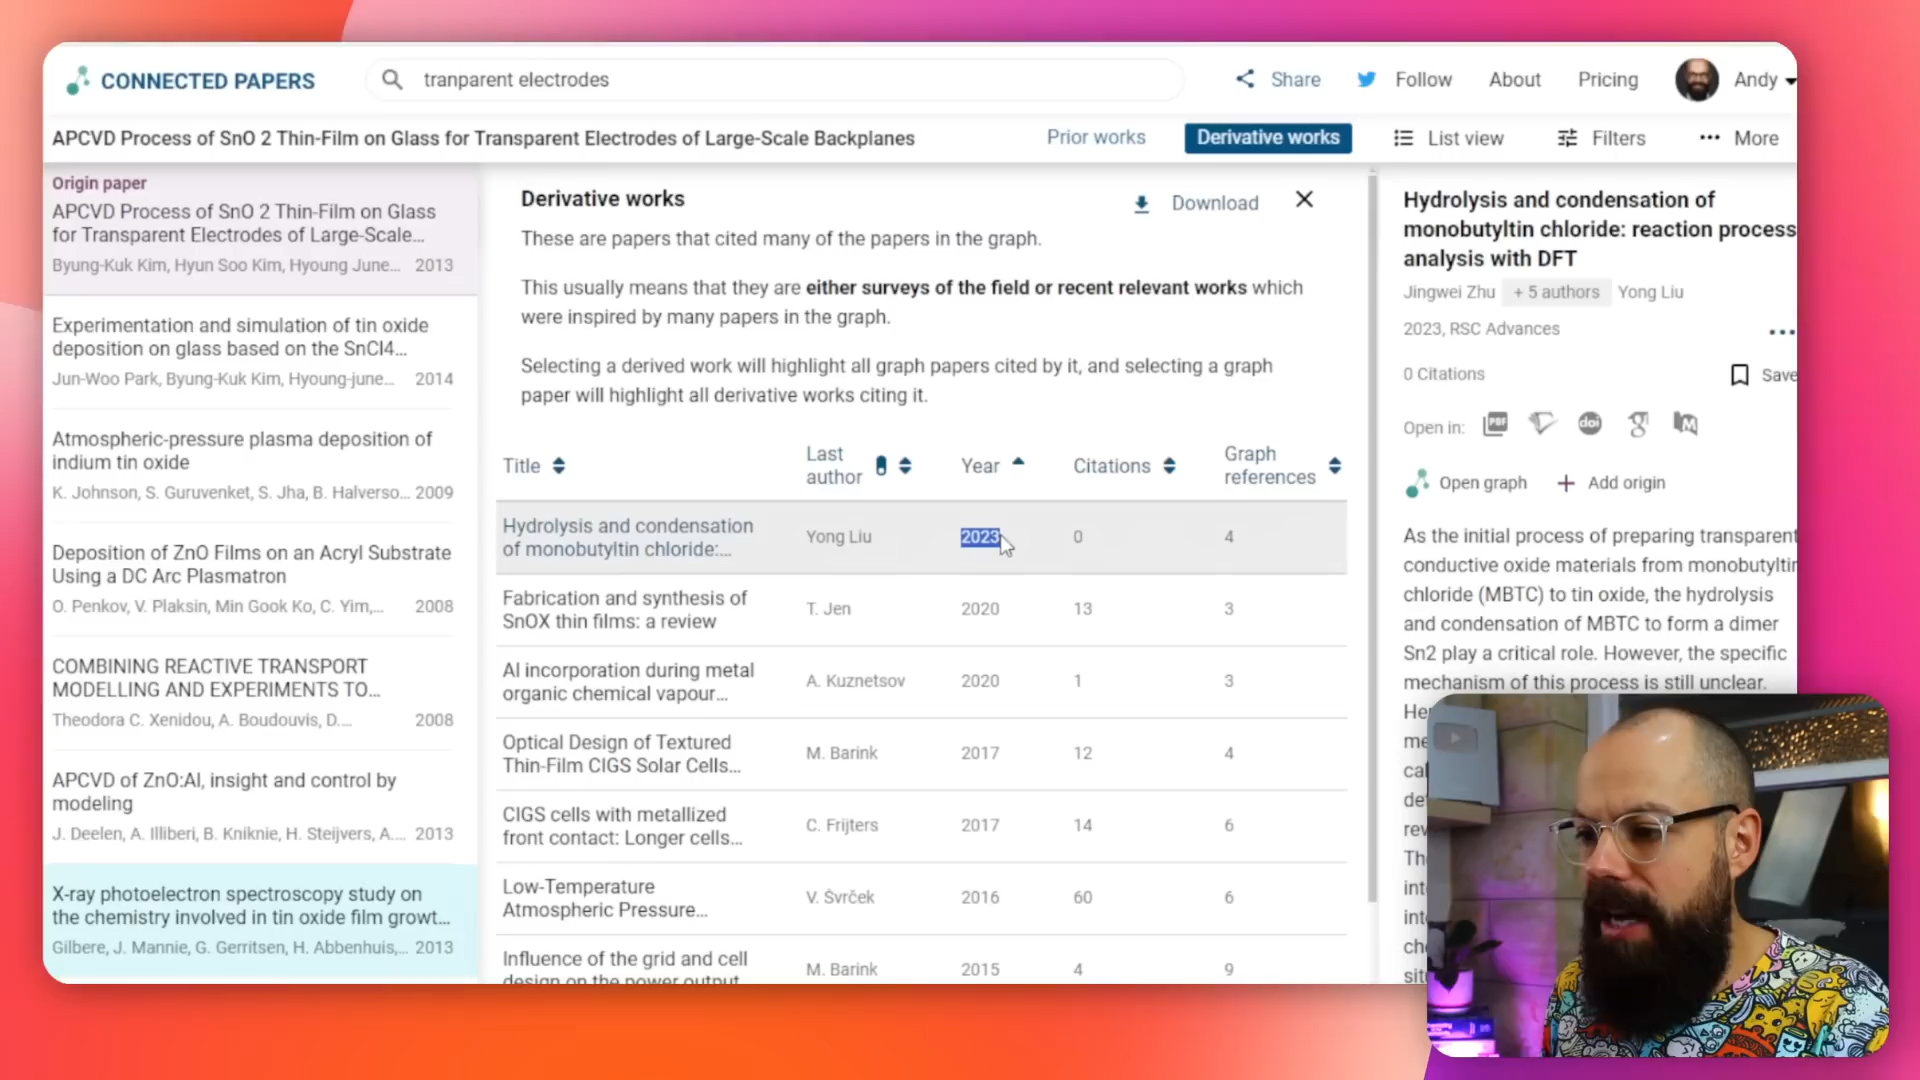 CONNECTED PAPERS
tranparent electrodes
Share
Follow
About
Pricing
Andy
APCVD Process of SnO 2 Thin-Film on Glass for Transparent Electrodes of Large-Scale Backplanes
Prior works
Derivative works
List view
Filters
More
Origin paper
APCVD Process of SnO 2 Thin-Film on Glass
for Transparent Electrodes of Large-Scale...
Byung-Kuk Kim, Hyun Soo Kim, Hyoung June... 2013
Experimentation and simulation of tin oxide
deposition on glass based on the SnCl4...
Jun-Woo Park, Byung-Kuk Kim, Hyoung-june... 2014
Atmospheric-pressure plasma deposition of
indium tin oxide
K. Johnson, S. Guruvenket, S. Jha, B. Halverso... 2009
Deposition of ZnO Films on an Acryl Substrate
Using a DC Arc Plasmatron
O. Penkov, V. Plaksin, Min Gook Ko, C. Yim,... 2008
COMBINING REACTIVE TRANSPORT
MODELLING AND EXPERIMENTS TO...
Theodora C. Xenidou, A. Boudouvis, D.... 2008
APCVD of ZnO:Al, insight and control by
modeling
J. Deelen, A. Illiberi, B. Kniknie, H. Steijvers, A.... 2013
X-ray photoelectron spectroscopy study on
the chemistry involved in tin oxide film growt...
Gilbere, J. Mannie, G. Gerritsen, H. Abbenhuis,... 2013
Derivative works
Download
These are papers that cited many of the papers in the graph.
This usually means that they are either surveys of the field or recent relevant works which
were inspired by many papers in the graph.
Selecting a derived work will highlight all graph papers cited by it, and selecting a graph
paper will highlight all derivative works citing it.
Title
Last
author
Year
Citations
Graph
references
Hydrolysis and condensation
of monobutyltin chloride:...
Yong Liu 2023 0 4
Fabrication and synthesis of
SnOX thin films: a review
T. Jen 2020 13 3
Al incorporation during metal
organic chemical vapour...
A. Kuznetsov 2020 1 3
Optical Design of Textured
Thin-Film CIGS Solar Cells...
M. Barink 2017 12 4
CIGS cells with metallized
front contact: Longer cells...
C. Frijters 2017 14 6
Low-Temperature
Atmospheric Pressure...
V. Švrček 2016 60 6
Influence of the grid and cell
design on the power output
M. Barink 2015 4 9
Hydrolysis and condensation of
monobutyltin chloride: reaction process
analysis with DFT
Jingwei Zhu + 5 authors Yong Liu
2023, RSC Advances
0 Citations
Save
Open in:
PDF
doi
Open graph
Add origin
As the initial process of preparing transparent
conductive oxide materials from monobutyltin
chloride (MBTC) to tin oxide, the hydrolysis
and condensation of MBTC to form a dimer
Sn2 play a critical role. However, the specific
mechanism of this process is still unclear.